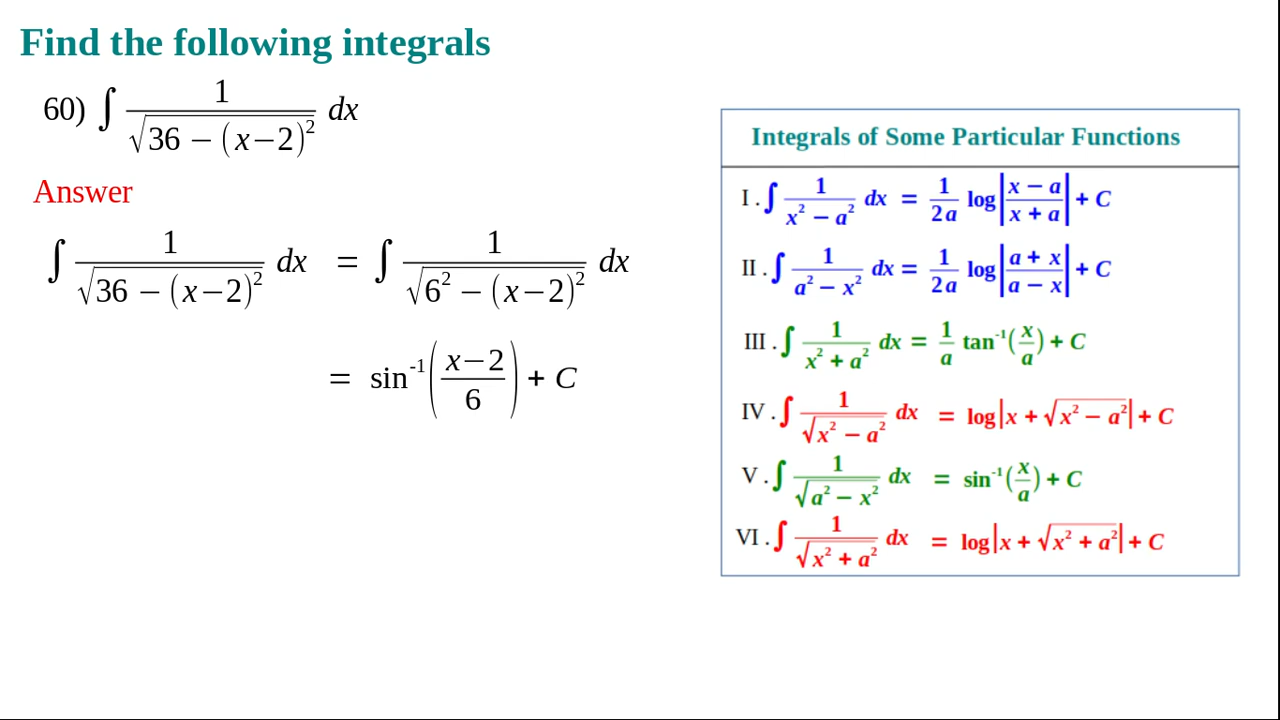 Find the following integrals
60) ∫ 1/√(36 − (x−2)²) dx
Answer
∫ 1/√(36 − (x−2)²) dx = ∫ 1/√(6² − (x−2)²) dx
= sin⁻¹((x−2)/6) + C
Integrals of Some Particular Functions
I . ∫ 1/(x² − a²) dx = 1/(2a) log|(x − a)/(x + a)| + C
II . ∫ 1/(a² − x²) dx = 1/(2a) log|(a + x)/(a − x)| + C
III . ∫ 1/(x² + a²) dx = 1/a tan⁻¹(x/a) + C
IV . ∫ 1/√(x² − a²) dx = log|x + √(x² − a²)| + C
V . ∫ 1/√(a² − x²) dx = sin⁻¹(x/a) + C
VI . ∫ 1/√(x² + a²) dx = log|x + √(x² + a²)| + C